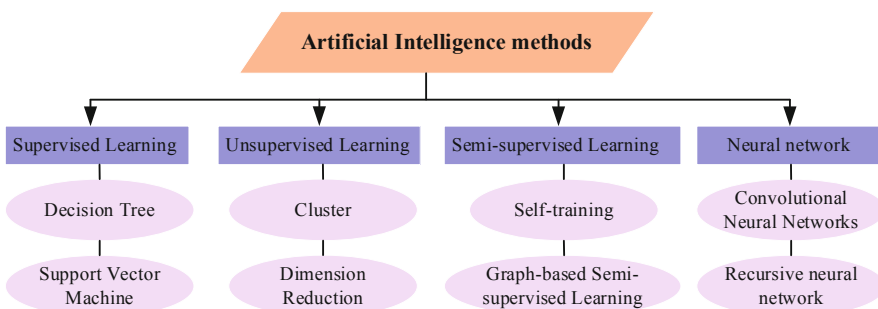 Artificial Intelligence methods
Supervised Learning
Unsupervised Learning
Semi-supervised Learning
Neural network
Decision Tree
Cluster
Self-training
Convolutional
Neural Networks
Support Vector
Machine
Dimension
Reduction
Graph-based Semi-
supervised Learning
Recursive neural
network